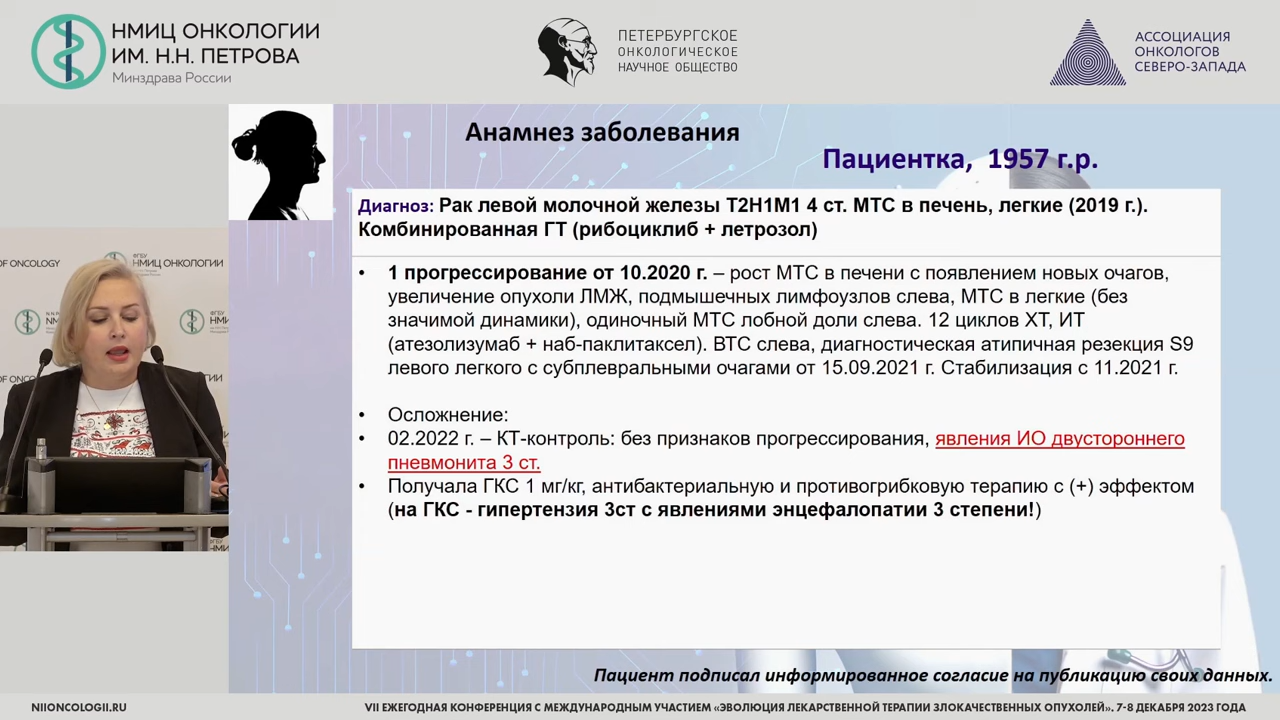 НМИЦ ОНКОЛОГИИ
ИМ. Н.Н. ПЕТРОВА
Минздрава России
ПЕТЕРБУРГСКОЕ
ОНКОЛОГИЧЕСКОЕ
НАУЧНОЕ ОБЩЕСТВО
АССОЦИАЦИЯ
ОНКОЛОГОВ
СЕВЕРО-ЗАПАДА
Анамнез заболевания
Пациентка, 1957 г.р.
Диагноз: Рак левой молочной железы Т2Н1М1 4 ст. МТС в печень, легкие (2019 г.).
Комбинированная ГТ (рибоциклиб + летрозол)
• 1 прогрессирование от 10.2020 г. – рост МТС в печени с появлением новых очагов,
увеличение опухоли ЛМЖ, подмышечных лимфоузлов слева, МТС в легкие (без
значимой динамики), одиночный МТС лобной доли слева. 12 циклов ХТ, ИТ
(атезолизумаб + наб-паклитаксел). ВТС слева, диагностическая атипичная резекция S9
левого легкого с субплевральными очагами от 15.09.2021 г. Стабилизация с 11.2021 г.
• Осложнение:
• 02.2022 г. – КТ-контроль: без признаков прогрессирования, явления ИО двустороннего
пневмонита 3 ст.
• Получала ГКС 1 мг/кг, антибактериальную и противогрибковую терапию с (+) эффектом
(на ГКС - гипертензия 3ст с явлениями энцефалопатии 3 степени!)
Пациент подписал информированное согласие на публикацию своих данных.
OF ONCOLOGY
ФГБУ
НМИЦ ОНКОЛОГИИ
NIIONCOLOGII.RU
VII ЕЖЕГОДНАЯ КОНФЕРЕНЦИЯ С МЕЖДУНАРОДНЫМ УЧАСТИЕМ «ЭВОЛЮЦИЯ ЛЕКАРСТВЕННОЙ ТЕРАПИИ ЗЛОКАЧЕСТВЕННЫХ ОПУХОЛЕЙ». 7-8 ДЕКАБРЯ 2023 ГОДА